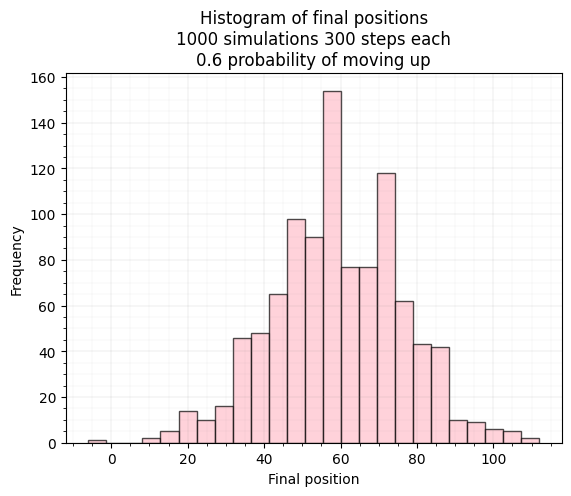 Histogram of final positions
1000 simulations 300 steps each
0.6 probability of moving up
160
140
120
100
80
60
40
20
0
Frequency
0 20 40 60 80 100
Final position